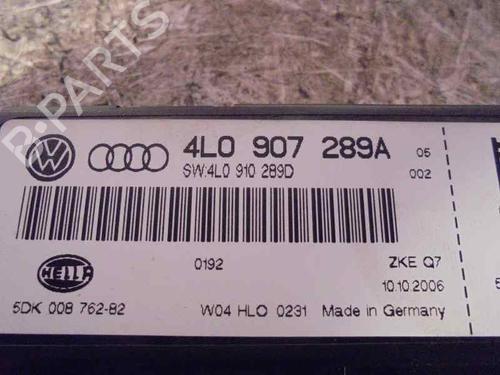 B-PARTS
4L0 907 289A 05
SW:4L0 910 289D 002
0192 ZKE Q7
HELLA
10.10.2006
5DK 008 762-82 W04 HLO 0231 Made in Germany
5